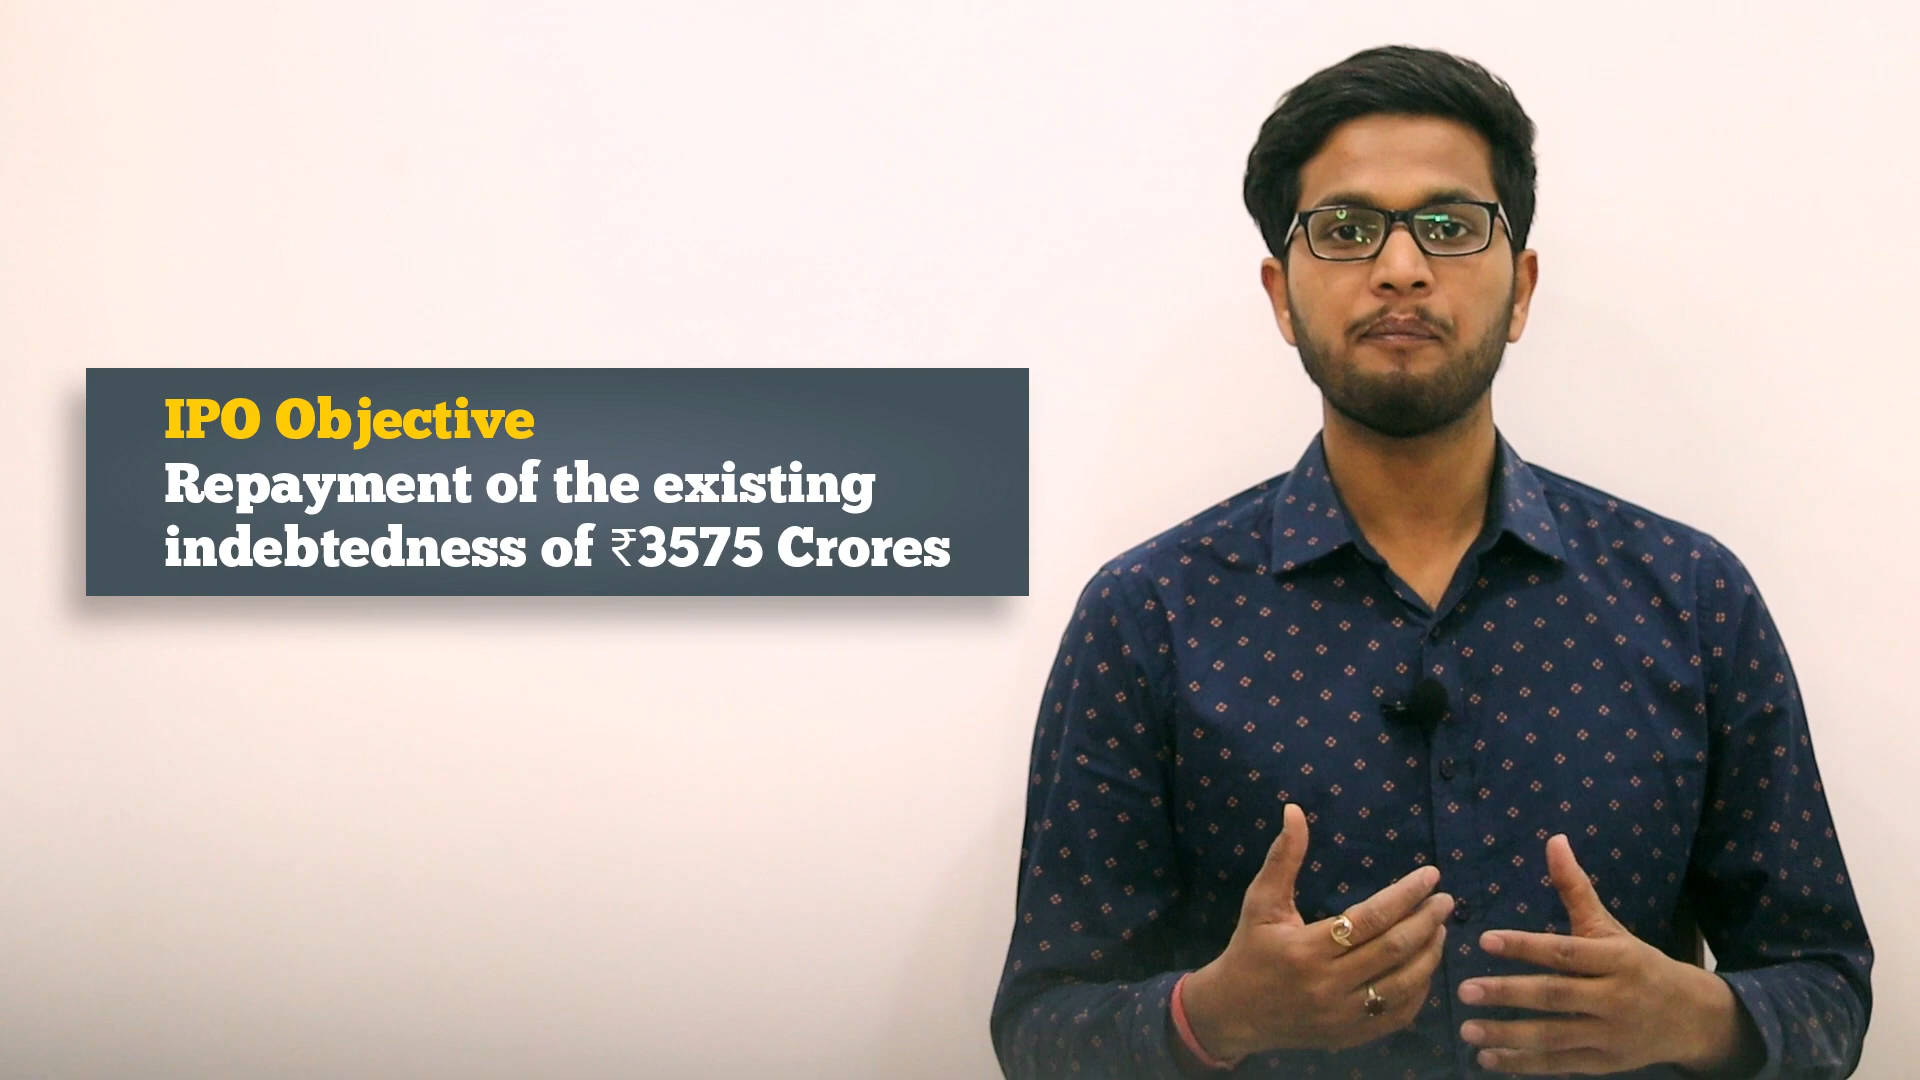 IPO Objective
Repayment of the existing
indebtedness of ₹3575 Crores